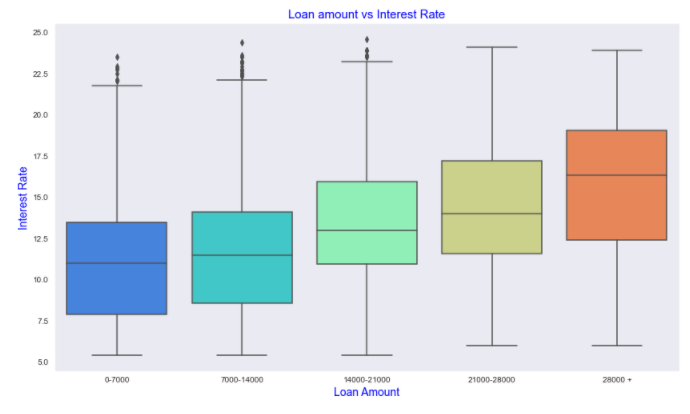 Loan amount vs Interest Rate
25.0
22.5
20.0
17.5
15.0
12.5
10.0
7.5
5.0
Interest Rate
0-7000 7000-14000 14000-21000 21000-28000 28000 +
Loan Amount